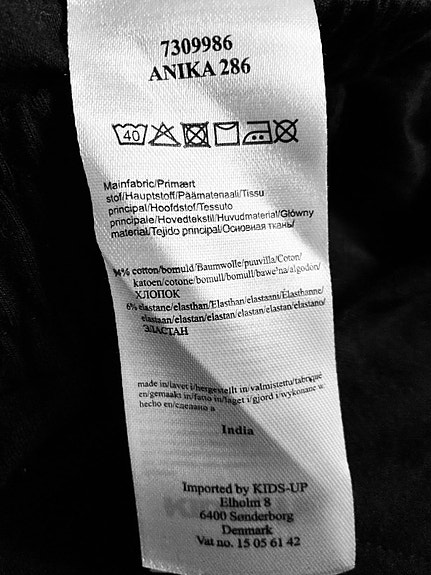 7309986
ANIKA 286
40
Mainfabric/Primært
stof/Hauptstoff/Päämateriaali/Tissu
principal/Hoofdstof/Tessuto
principale/Hovedtekstil/Huvudmaterial/Główny
material/Tejido principal/Основная ткань/
94% cotton/bomuld/Baumwolle/puuvilla/Coton/
katoen/cotone/bomull/bomull/bawełna/algodón/
ХЛОПОК
6% elastane/elasthan/Elasthan/elastaani/Élasthanne/
elastaan/elastan/elastan/elastan/elastan/elastano/
ЭЛАСТАН
made in/lavet i/hergestellt in/valmistettu/fabriqué
en/gemaakt in/fatto in/laget i/gjord i/wykonane w/
hecho en/сделано в
India
Imported by KIDS-UP
Elholm 8
6400 Sønderborg
Denmark
Vat no. 15 05 61 42